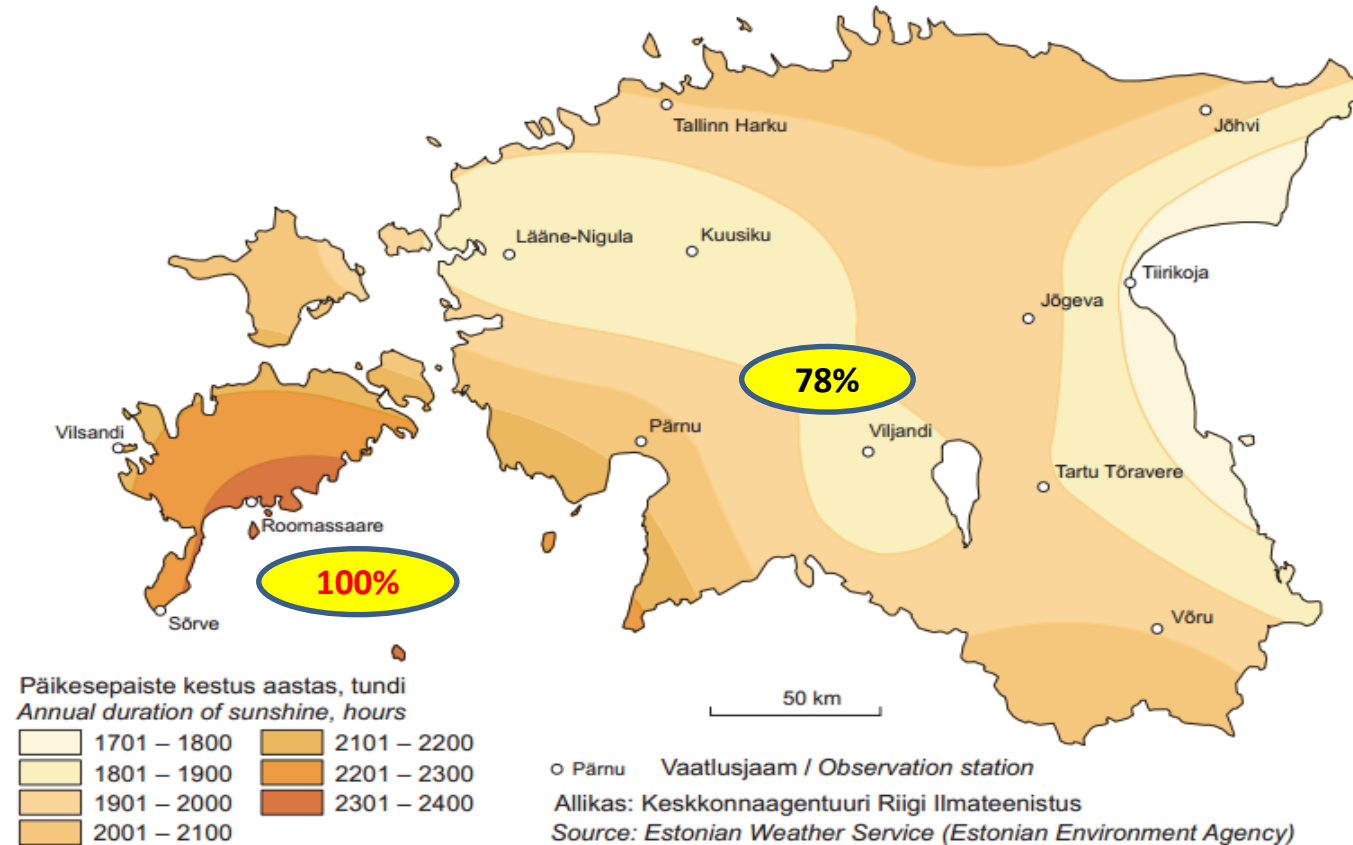 Tallinn Harku
Jõhvi
Lääne-Nigula
Kuusiku
Tiirikoja
Jõgeva
78%
Vilsandi
Pärnu
Viljandi
Tartu Tõravere
Roomassaare
100%
Sõrve
Võru
Päikesepaiste kestus aastas, tundi
Annual duration of sunshine, hours
1701 – 1800
1801 – 1900
1901 – 2000
2001 – 2100
2101 – 2200
2201 – 2300
2301 – 2400
50 km
Pärnu Vaatlusjaam / Observation station
Allikas: Keskkonnaagentuuri Riigi Ilmateenistus
Source: Estonian Weather Service (Estonian Environment Agency)